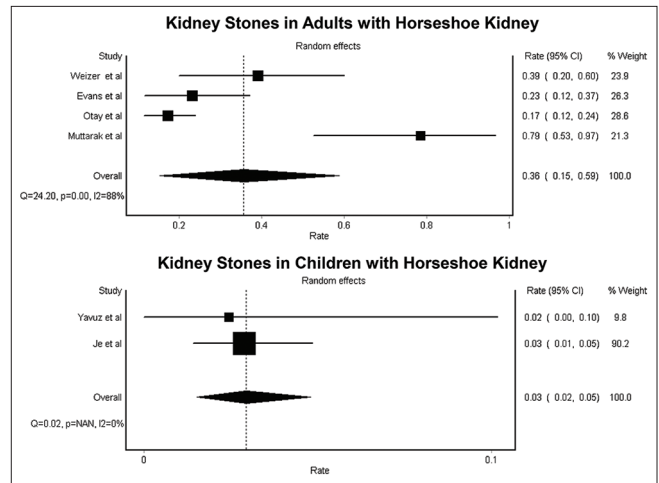 Kidney Stones in Adults with Horseshoe Kidney
Random effects
Study Rate (95% CI) % Weight
Weizer et al 0.39 ( 0.20, 0.60) 23.9
Evans et al 0.23 ( 0.12, 0.37) 26.3
Otay et al 0.17 ( 0.12, 0.24) 28.6
Muttarak et al 0.79 ( 0.53, 0.97) 21.3
Overall 0.36 ( 0.15, 0.59) 100.0
Q=24.20, p=0.00, I2=88%
0.2 0.4 0.6 0.8 1
Rate
Kidney Stones in Children with Horseshoe Kidney
Random effects
Study Rate (95% CI) % Weight
Yavuz et al 0.02 ( 0.00, 0.10) 9.8
Je et al 0.03 ( 0.01, 0.05) 90.2
Overall 0.03 ( 0.02, 0.05) 100.0
Q=0.02, p=NAN, I2=0%
0 0.1
Rate